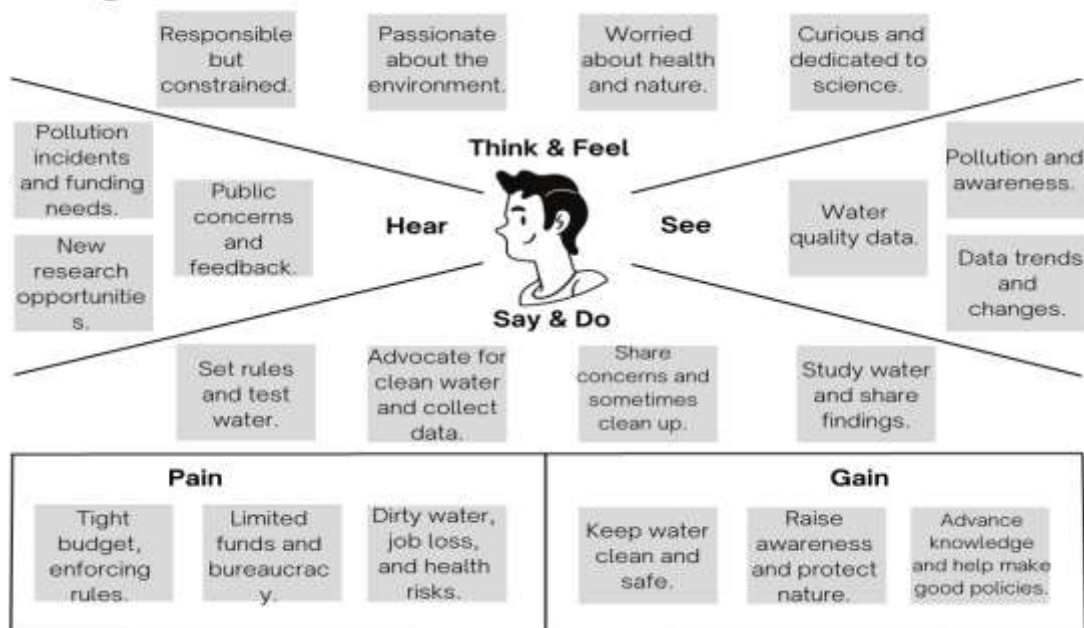 Responsible
but
constrained.
Passionate
about the
environment.
Worried
about health
and nature.
Curious and
dedicated to
science.
Think & Feel
Pollution
incidents
and funding
needs.
Public
concerns
and
feedback.
New
research
opportunitie
s.
Hear
See
Water
quality data.
Pollution and
awareness.
Data trends
and
changes.
Say & Do
Set rules
and test
water.
Advocate for
clean water
and collect
data.
Share
concerns and
sometimes
clean up.
Study water
and share
findings.
Pain
Tight
budget,
enforcing
rules.
Limited
funds and
bureaucrac
y.
Dirty water,
job loss,
and health
risks.
Gain
Keep water
clean and
safe.
Raise
awareness
and protect
nature.
Advance
knowledge
and help make
good policies.